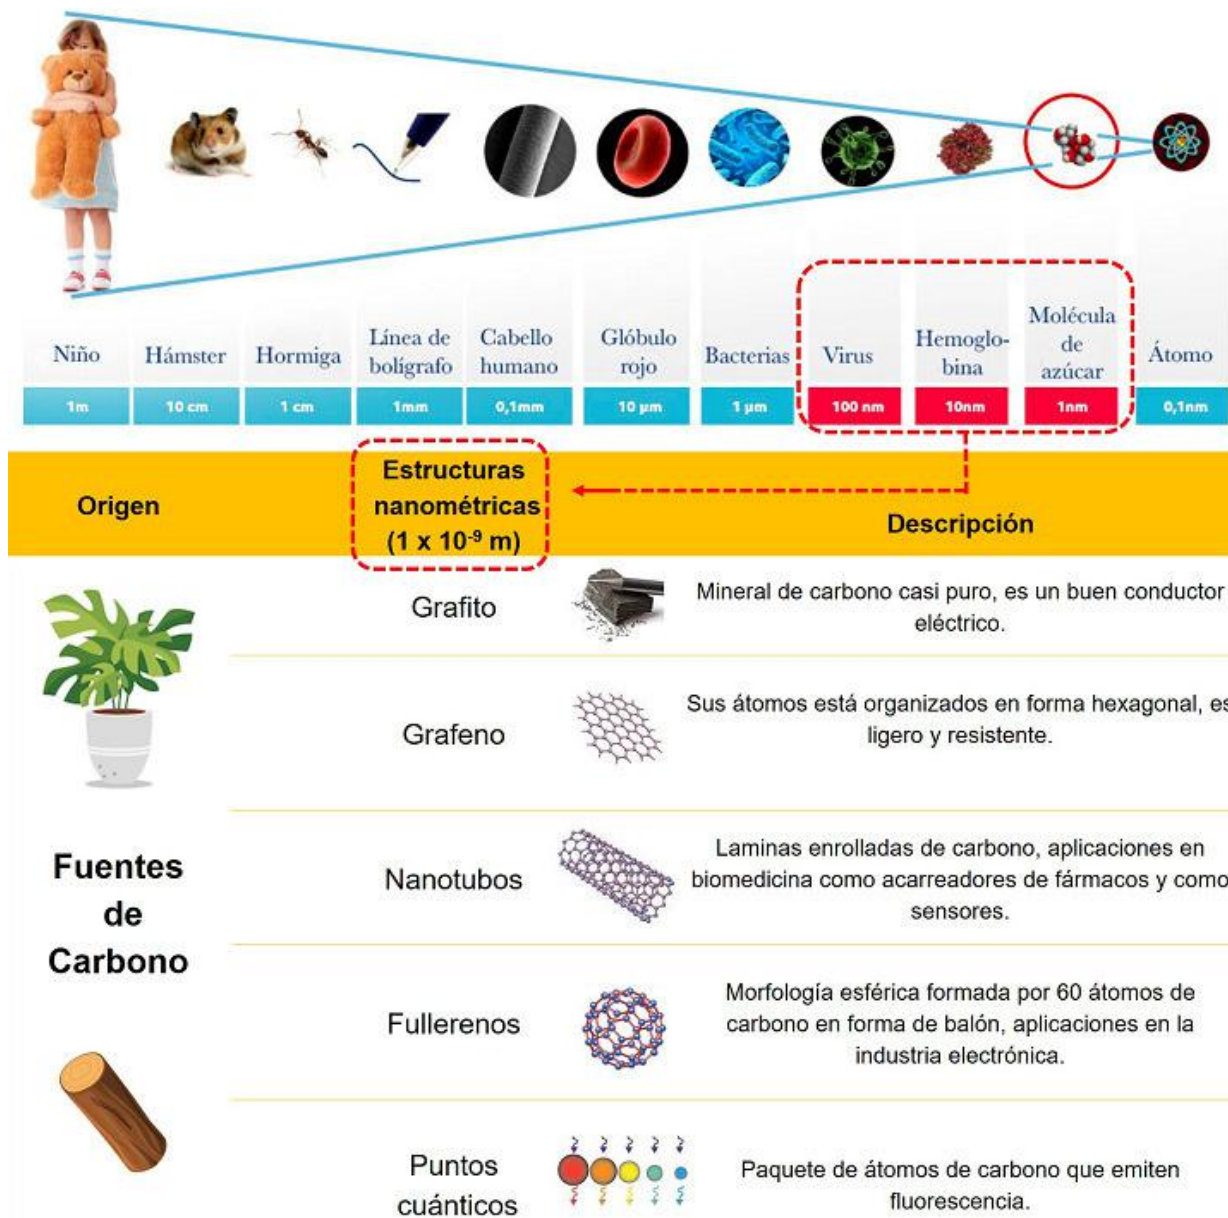 Niño
Hámster
Hormiga
Línea de
bolígrafo
Cabello
humano
Glóbulo
rojo
Bacterias
Virus
Hemoglo-
bina
Molécula
de
azúcar
Átomo
1m
10 cm
1 cm
1mm
0,1mm
10 µm
1 µm
100 nm
10nm
1nm
0,1nm
Origen
Estructuras
nanométricas
(1 x 10⁻⁹ m)
Descripción
Fuentes
de
Carbono
Grafito
Mineral de carbono casi puro, es un buen conductor
eléctrico.
Grafeno
Sus átomos está organizados en forma hexagonal, es
ligero y resistente.
Nanotubos
Laminas enrolladas de carbono, aplicaciones en
biomedicina como acarreadores de fármacos y como
sensores.
Fullerenos
Morfología esférica formada por 60 átomos de
carbono en forma de balón, aplicaciones en la
industria electrónica.
Puntos
cuánticos
Paquete de átomos de carbono que emiten
fluorescencia.